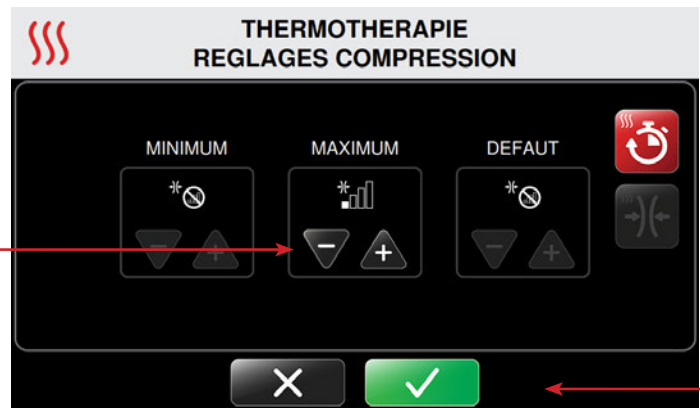 THERMOTHERAPIE
REGLAGES COMPRESSION
MINIMUM
MAXIMUM
DEFAUT